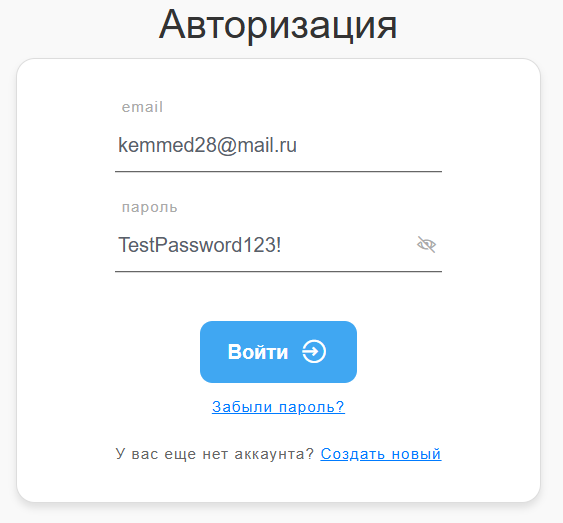 Авторизация
email
kemmed28@mail.ru
пароль
TestPassword123!
Войти
Забыли пароль?
У вас еще нет аккаунта? Создать новый